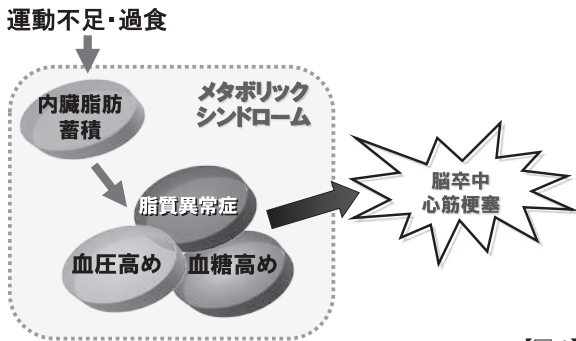 運動不足・過食
内臓脂肪
蓄積
メタボリック
シンドローム
脂質異常症
血圧高め
血糖高め
脳卒中
心筋梗塞